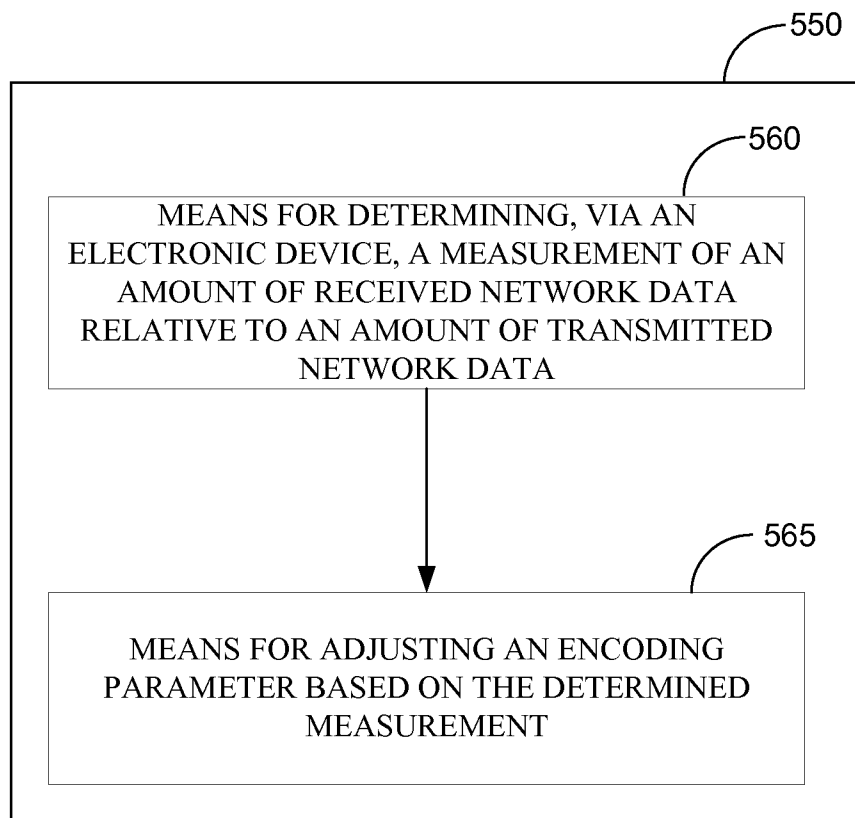 550
560
MEANS FOR DETERMINING, VIA AN
ELECTRONIC DEVICE, A MEASUREMENT OF AN
AMOUNT OF RECEIVED NETWORK DATA
RELATIVE TO AN AMOUNT OF TRANSMITTED
NETWORK DATA
565
MEANS FOR ADJUSTING AN ENCODING
PARAMETER BASED ON THE DETERMINED
MEASUREMENT